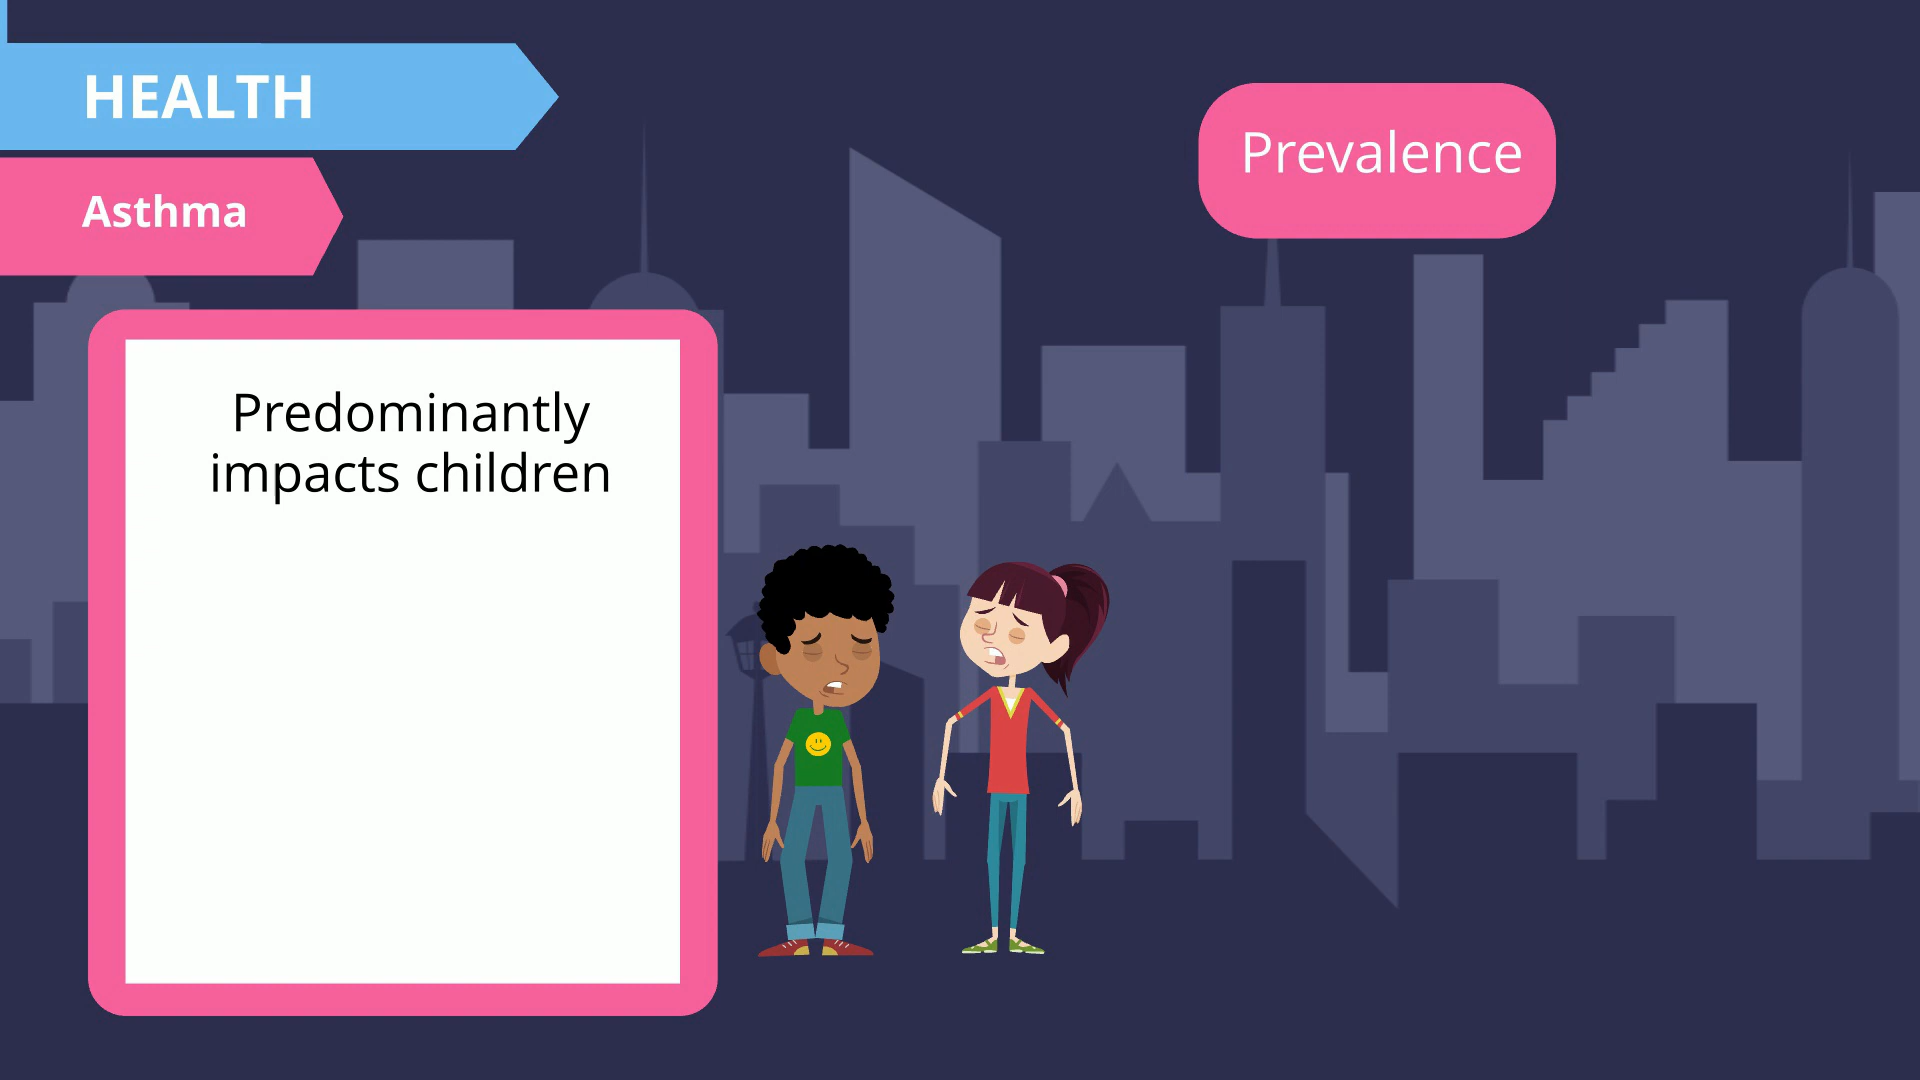 HEALTH
Asthma
Prevalence
Predominantly
impacts children